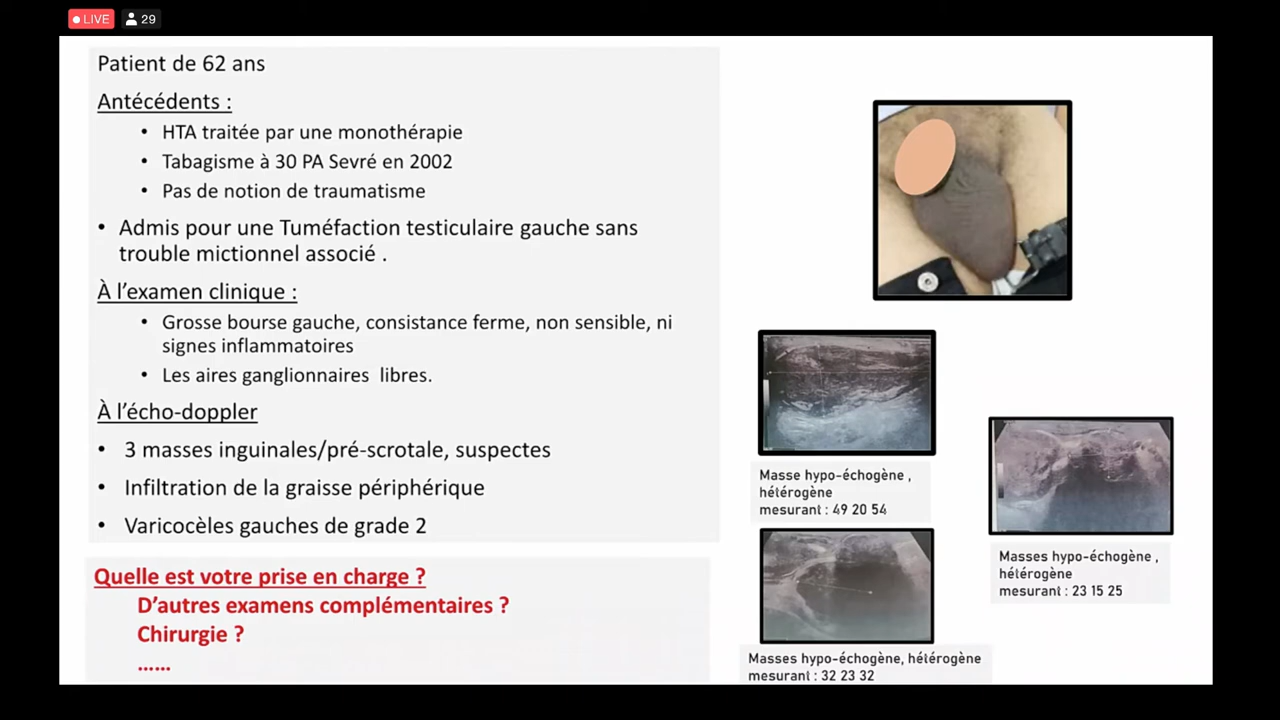 LIVE 29
Patient de 62 ans
Antécédents :
• HTA traitée par une monothérapie
• Tabagisme à 30 PA Sevré en 2002
• Pas de notion de traumatisme
• Admis pour une Tuméfaction testiculaire gauche sans
trouble mictionnel associé .
À l'examen clinique :
• Grosse bourse gauche, consistance ferme, non sensible, ni
signes inflammatoires
• Les aires ganglionnaires libres.
À l'écho-doppler
• 3 masses inguinales/pré-scrotale, suspectes
• Infiltration de la graisse périphérique
• Varicocèles gauches de grade 2
Quelle est votre prise en charge ?
D'autres examens complémentaires ?
Chirurgie ?
......
Masse hypo-échogène ,
hétérogène
mesurant : 49 20 54
Masses hypo-échogène ,
hétérogène
mesurant : 23 15 25
Masses hypo-échogène, hétérogène
mesurant : 32 23 32